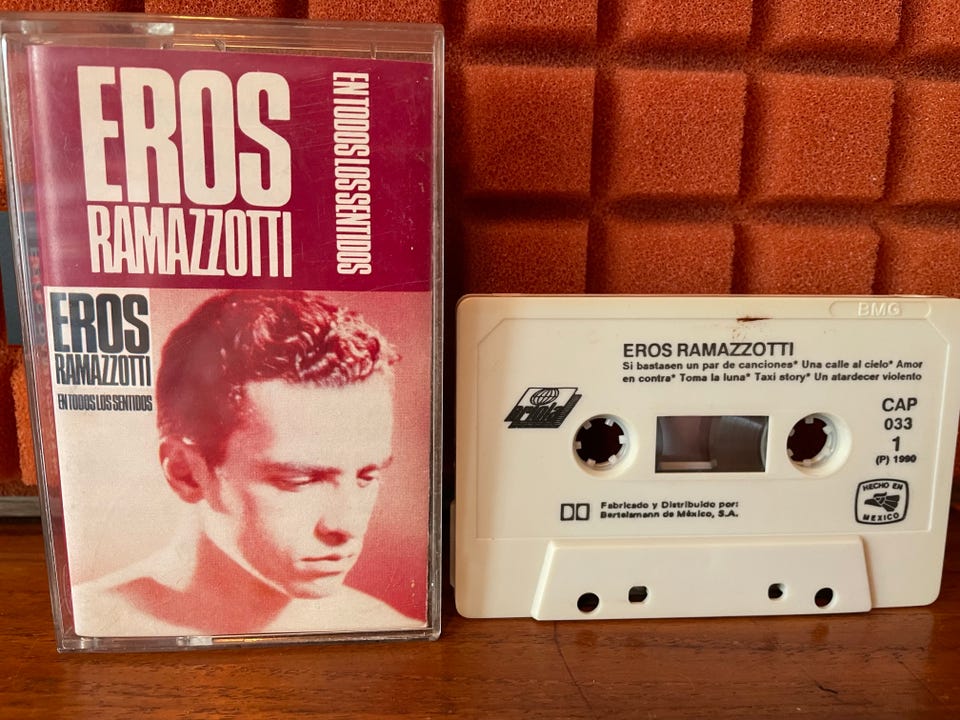 EROS
RAMAZZOTTI
EN TODOS LOS SENTIDOS
EROS
RAMAZZOTTI
EN TODOS LOS SENTIDOS
BMG
EROS RAMAZZOTTI
Si bastasen un par de canciones* Una calle al cielo* Amor
en contra* Toma la luna* Taxi story* Un atardecer violento
ariola
CAP
033
1
(P) 1990
HECHO EN
MEXICO
Fabricado y Distribuido por:
Bertelsmann de México, S.A.